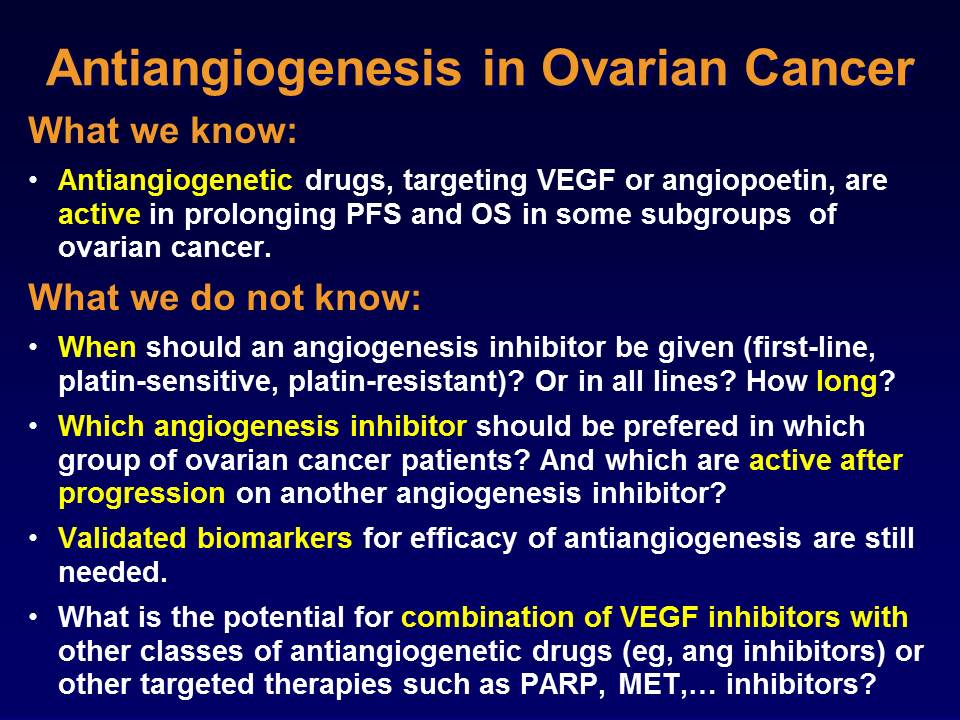 Antiangiogenesis in Ovarian Cancer
What we know:
• Antiangiogenetic drugs, targeting VEGF or angiopoetin, are
active in prolonging PFS and OS in some subgroups of
ovarian cancer.
What we do not know:
• When should an angiogenesis inhibitor be given (first-line,
platin-sensitive, platin-resistant)? Or in all lines? How long?
• Which angiogenesis inhibitor should be prefered in which
group of ovarian cancer patients? And which are active after
progression on another angiogenesis inhibitor?
• Validated biomarkers for efficacy of antiangiogenesis are still
needed.
• What is the potential for combination of VEGF inhibitors with
other classes of antiangiogenetic drugs (eg, ang inhibitors) or
other targeted therapies such as PARP, MET,… inhibitors?